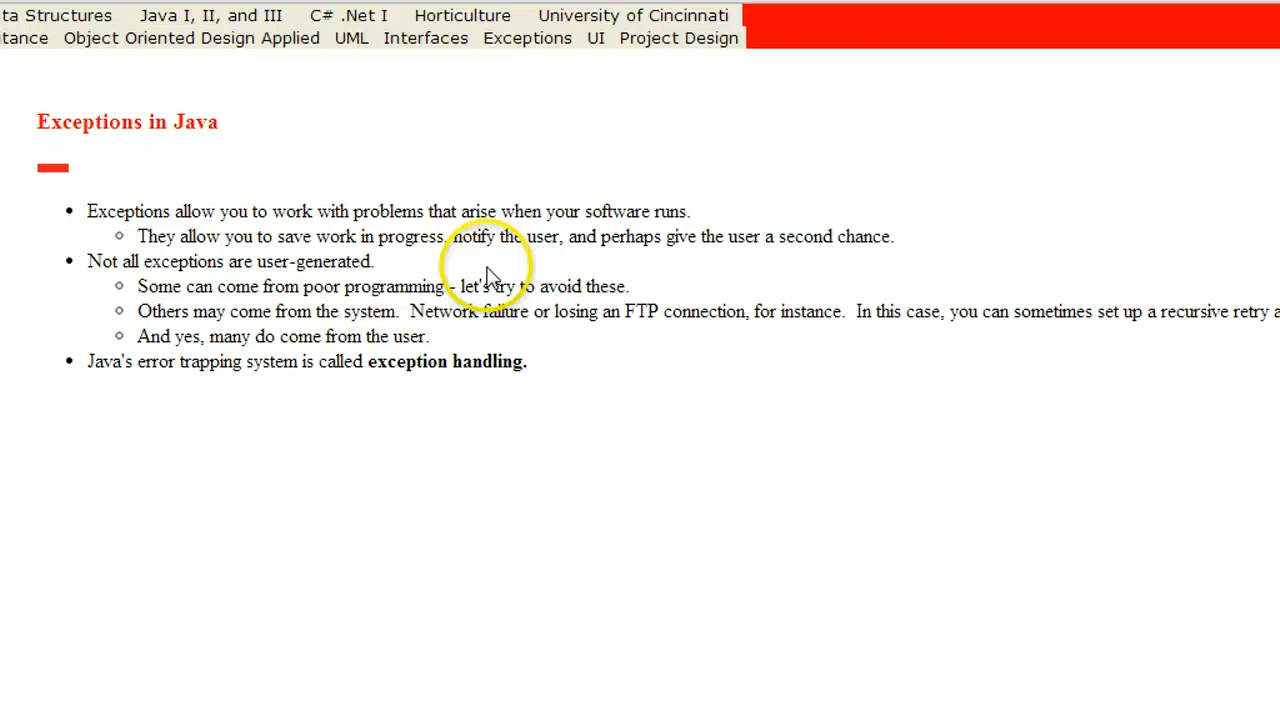 ta Structures Java I, II, and III C# .Net I Horticulture University of Cincinnati
itance Object Oriented Design Applied UML Interfaces Exceptions UI Project Design
Exceptions in Java
Exceptions allow you to work with problems that arise when your software runs.
They allow you to save work in progress, notify the user, and perhaps give the user a second chance.
Not all exceptions are user-generated.
Some can come from poor programming - let's try to avoid these.
Others may come from the system. Network failure or losing an FTP connection, for instance. In this case, you can sometimes set up a recursive retry a
And yes, many do come from the user.
Java's error trapping system is called exception handling.